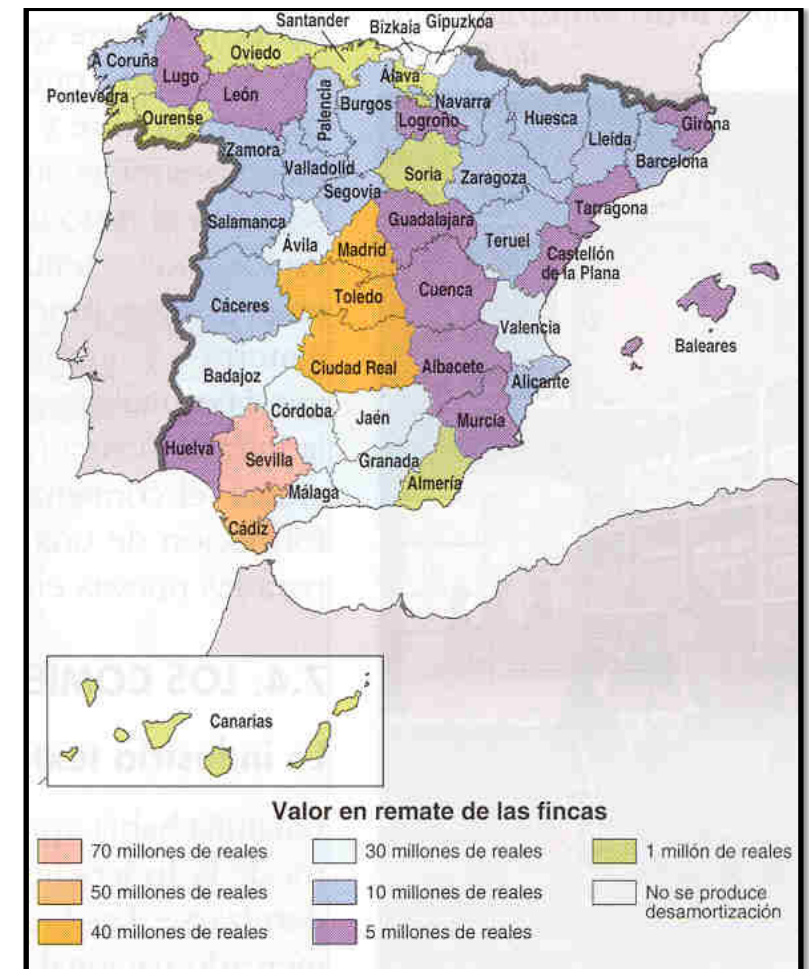 Santander
Bizkaia
Gipuzkoa
A Coruña
Lugo
Oviedo
Álava
Pontevedra
Ourense
León
Palencia
Burgos
Navarra
Logroño
Huesca
Lleida
Girona
Barcelona
Zamora
Valladolid
Soria
Zaragoza
Segovia
Tarragona
Salamanca
Ávila
Madrid
Guadalajara
Teruel
Castellón
de la Plana
Cáceres
Toledo
Cuenca
Valencia
Baleares
Badajoz
Ciudad Real
Albacete
Alicante
Córdoba
Jaén
Murcia
Huelva
Sevilla
Granada
Almería
Málaga
Cádiz
7.4: LOS COMIE
Canarias
Valor en remate de las fincas
70 millones de reales
30 millones de reales
1 millón de reales
50 millones de reales
10 millones de reales
No se produce
desamortización
40 millones de reales
5 millones de reales